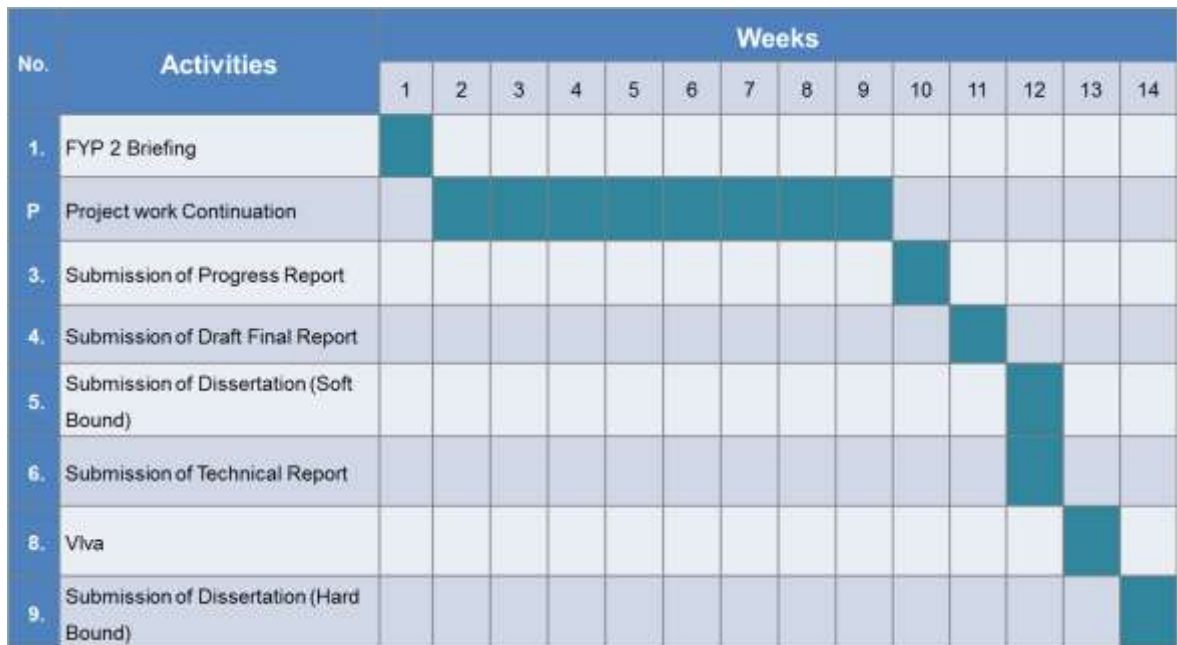 No. Activities Weeks
1 2 3 4 5 6 7 8 9 10 11 12 13 14
1. FYP 2 Briefing
P Project work Continuation
3. Submission of Progress Report
4. Submission of Draft Final Report
5. Submission of Dissertation (Soft
Bound)
6. Submission of Technical Report
8. VIva
9. Submission of Dissertation (Hard
Bound)